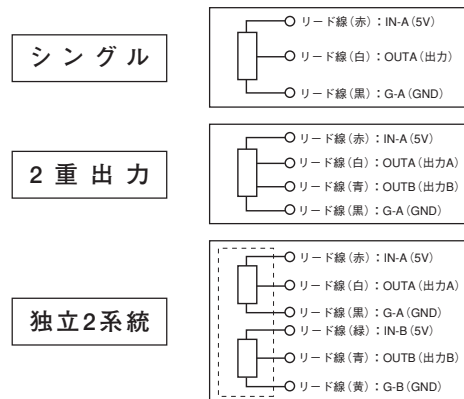 シングル
リード線（赤）：IN-A（5V）
リード線（白）：OUTA（出力）
リード線（黒）：G-A（GND）
2重出力
リード線（赤）：IN-A（5V）
リード線（白）：OUTA（出力A）
リード線（青）：OUTB（出力B）
リード線（黒）：G-A（GND）
独立2系統
リード線（赤）：IN-A（5V）
リード線（白）：OUTA（出力A）
リード線（黒）：G-A（GND）
リード線（緑）：IN-B（5V）
リード線（青）：OUTB（出力B）
リード線（黄）：G-B（GND）